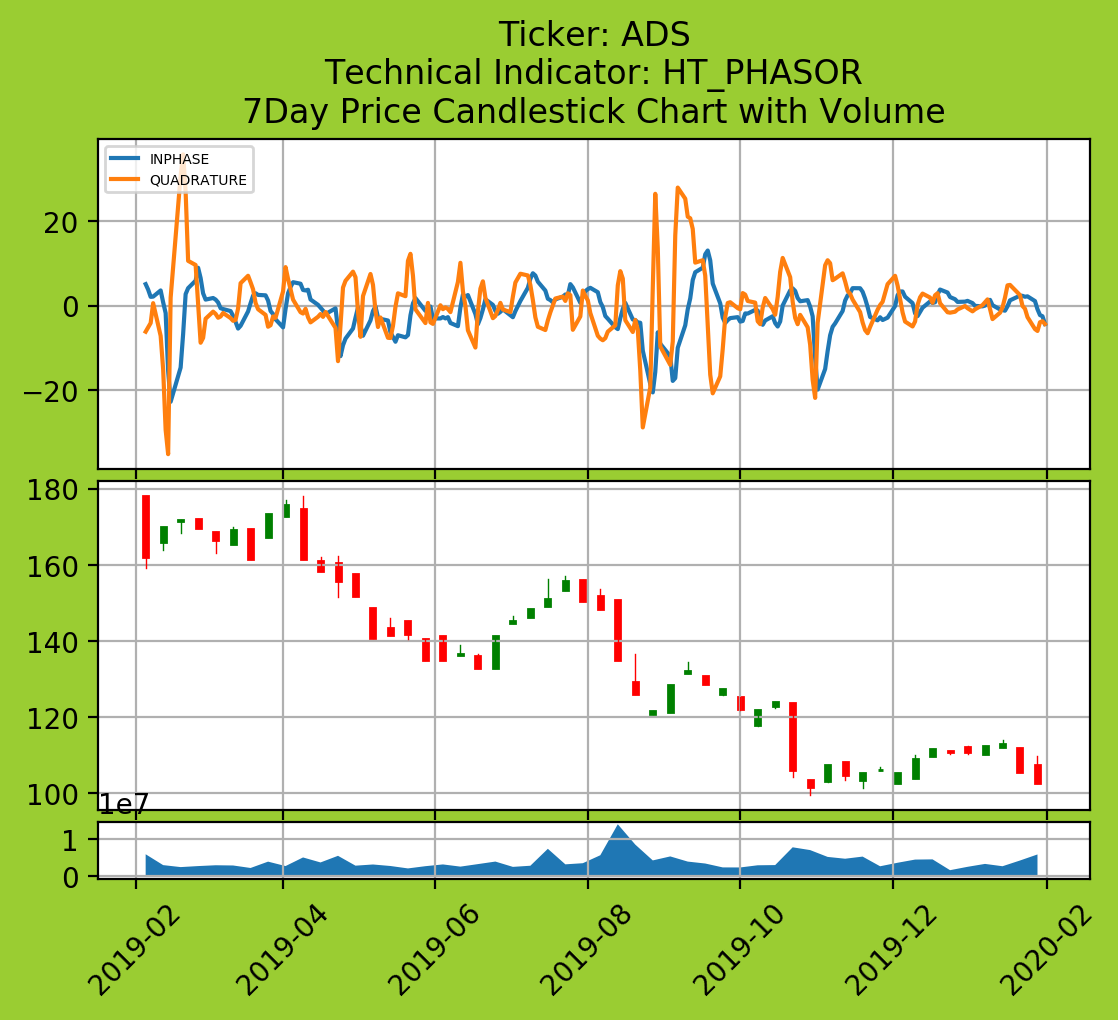 Ticker: ADS
Technical Indicator: HT_PHASOR
7Day Price Candlestick Chart with Volume
INPHASE
QUADRATURE
20
0
−20
180
160
140
120
100
1e7
1
0
2019-02
2019-04
2019-06
2019-08
2019-10
2019-12
2020-02